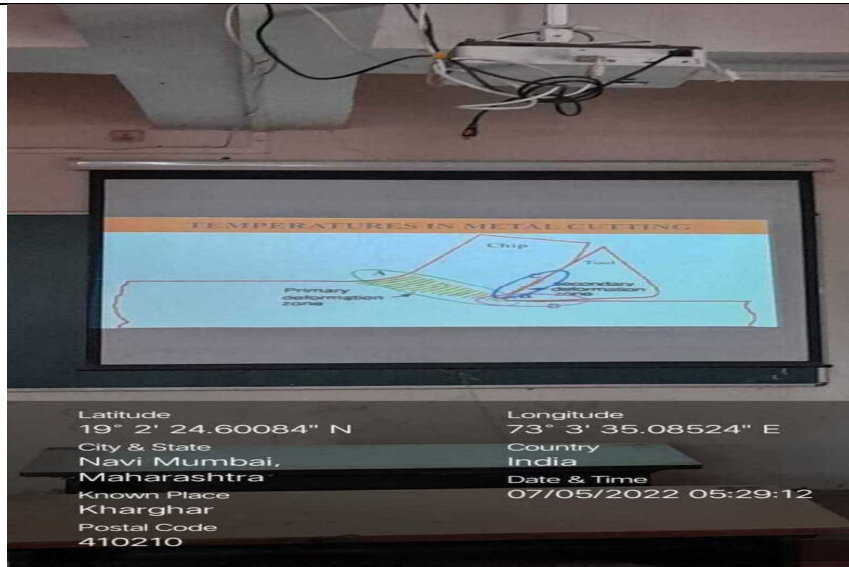 TEMPERATURES IN METAL CUTTING
Chip
A
Tool
Primary
deformation
zone
Secondary
deformation
zone
Latitude
19° 2' 24.60084" N
City & State
Navi Mumbai,
Maharashtra
Known Place
Kharghar
Postal Code
410210
Longitude
73° 3' 35.08524" E
Country
India
Date & Time
07/05/2022 05:29:12